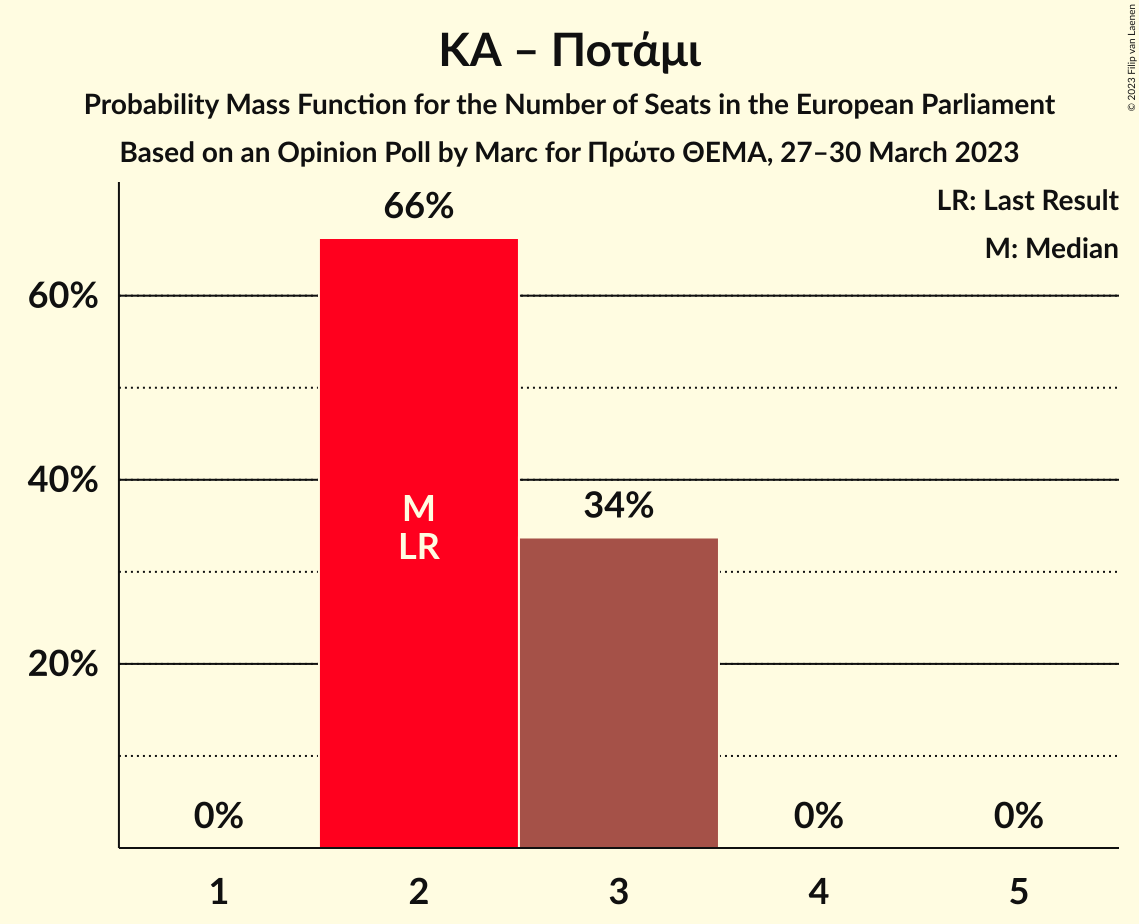 ΚΑ – Ποτάμι
Probability Mass Function for the Number of Seats in the European Parliament
Based on an Opinion Poll by Marc for Πρώτο ΘΕΜΑ, 27–30 March 2023
© 2023 Filip van Laenen
LR: Last Result
M: Median
66%
60%
40%
34%
M
LR
20%
0%
0%
0%
1
2
3
4
5